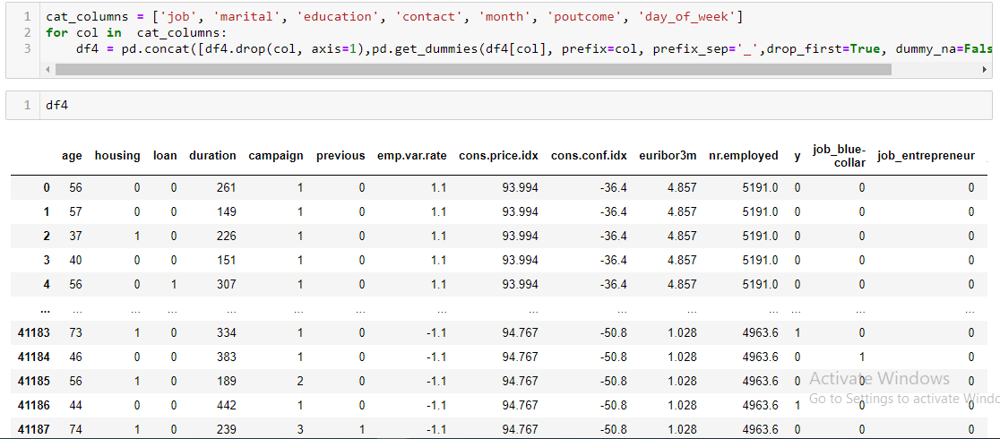 1 cat_columns = ['job', 'marital', 'education', 'contact', 'month', 'poutcome', 'day_of_week']
2 for col in  cat_columns:
3     df4 = pd.concat([df4.drop(col, axis=1),pd.get_dummies(df4[col], prefix=col, prefix_sep='_',drop_first=True, dummy_na=Fals
1 df4
age housing loan duration campaign previous emp.var.rate cons.price.idx cons.conf.idx euribor3m nr.employed y job_blue-collar job_entrepreneur
0 56 0 0 261 1 0 1.1 93.994 -36.4 4.857 5191.0 0 0 0
1 57 0 0 149 1 0 1.1 93.994 -36.4 4.857 5191.0 0 0 0
2 37 1 0 226 1 0 1.1 93.994 -36.4 4.857 5191.0 0 0 0
3 40 0 0 151 1 0 1.1 93.994 -36.4 4.857 5191.0 0 0 0
4 56 0 1 307 1 0 1.1 93.994 -36.4 4.857 5191.0 0 0 0
... ... ... ... ... ... ... ... ... ... ... ... ... ... ...
41183 73 1 0 334 1 0 -1.1 94.767 -50.8 1.028 4963.6 1 0 0
41184 46 0 0 383 1 0 -1.1 94.767 -50.8 1.028 4963.6 0 1 0
41185 56 1 0 189 2 0 -1.1 94.767 -50.8 1.028 4963.6 0 0 0
41186 44 0 0 442 1 0 -1.1 94.767 -50.8 1.028 4963.6 1 0 0
41187 74 1 0 239 3 1 -1.1 94.767 -50.8 1.028 4963.6 0 0 0
Activate Windows
Go to Settings to activate Windc